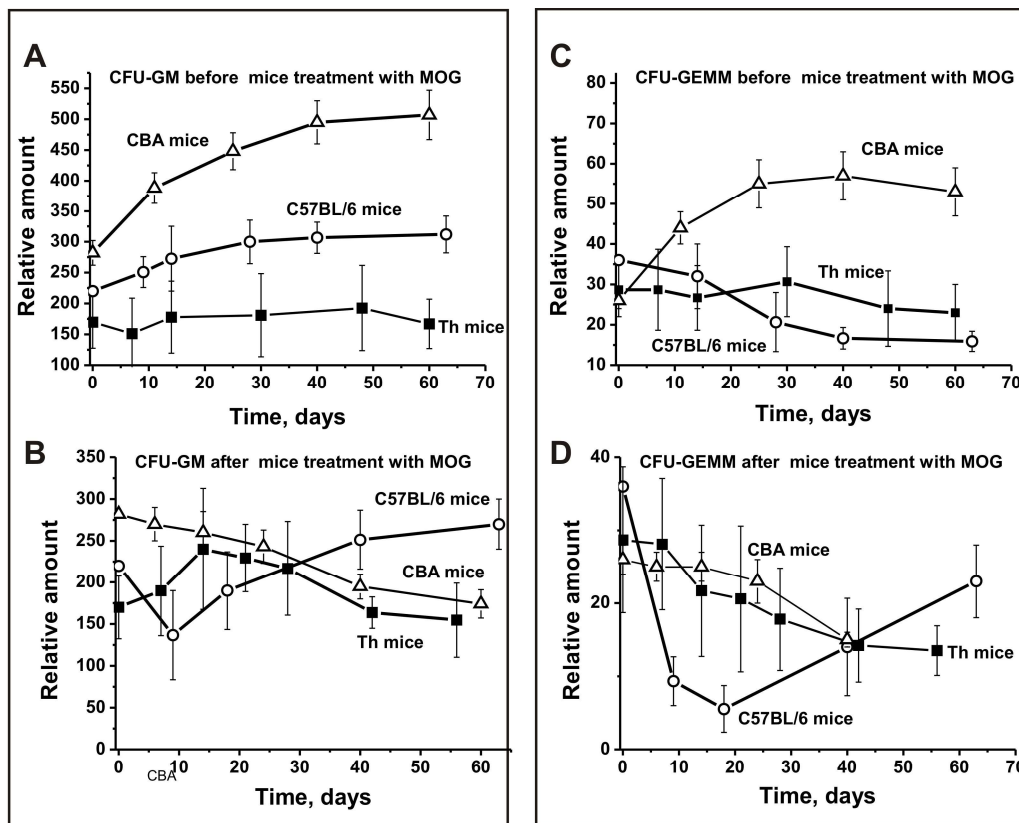 A
CFU-GM before mice treatment with MOG
550
500
450
400
350
300
250
200
150
100
Relative amount
CBA mice
C57BL/6 mice
Th mice
0 10 20 30 40 50 60 70
Time, days
B
CFU-GM after mice treatment with MOG
350
300
250
200
150
100
50
0
Relative amount
C57BL/6 mice
CBA mice
Th mice
0 10 20 30 40 50 60
CBA
Time, days
C
CFU-GEMM before mice treatment with MOG
80
70
60
50
40
30
20
10
Relative amount
CBA mice
Th mice
C57BL/6 mice
0 10 20 30 40 50 60 70
Time, days
D
CFU-GEMM after mice treatment with MOG
40
20
0
Relative amount
CBA mice
Th mice
C57BL/6 mice
0 10 20 30 40 50 60 70
Time, days